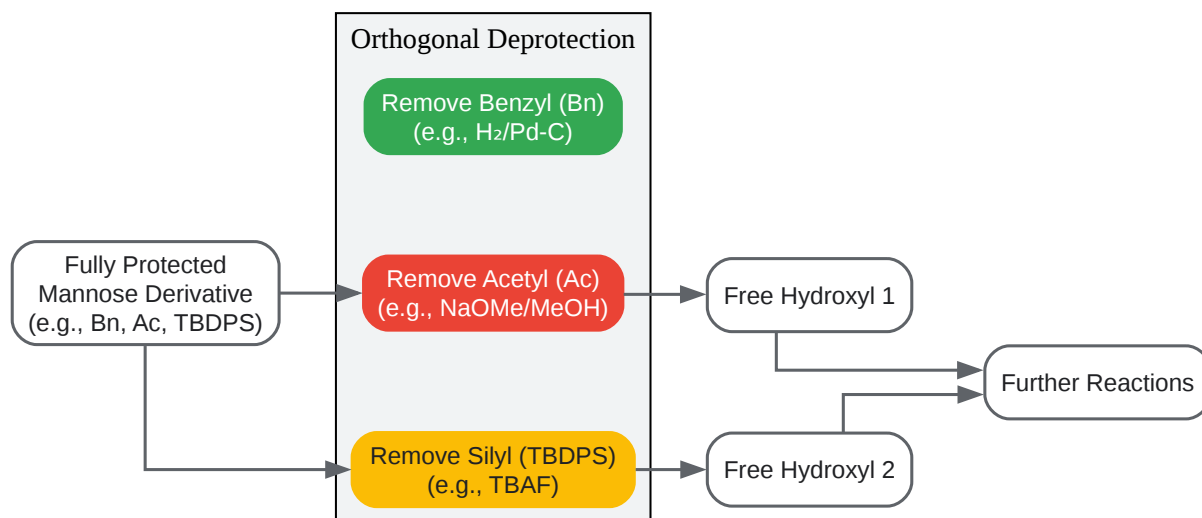 Orthogonal Deprotection
Remove Benzyl (Bn)
(e.g., H₂/Pd-C)
Fully Protected
Mannose Derivative
(e.g., Bn, Ac, TBDPS)
Remove Acetyl (Ac)
(e.g., NaOMe/MeOH)
Free Hydroxyl 1
Further Reactions
Remove Silyl (TBDPS)
(e.g., TBAF)
Free Hydroxyl 2